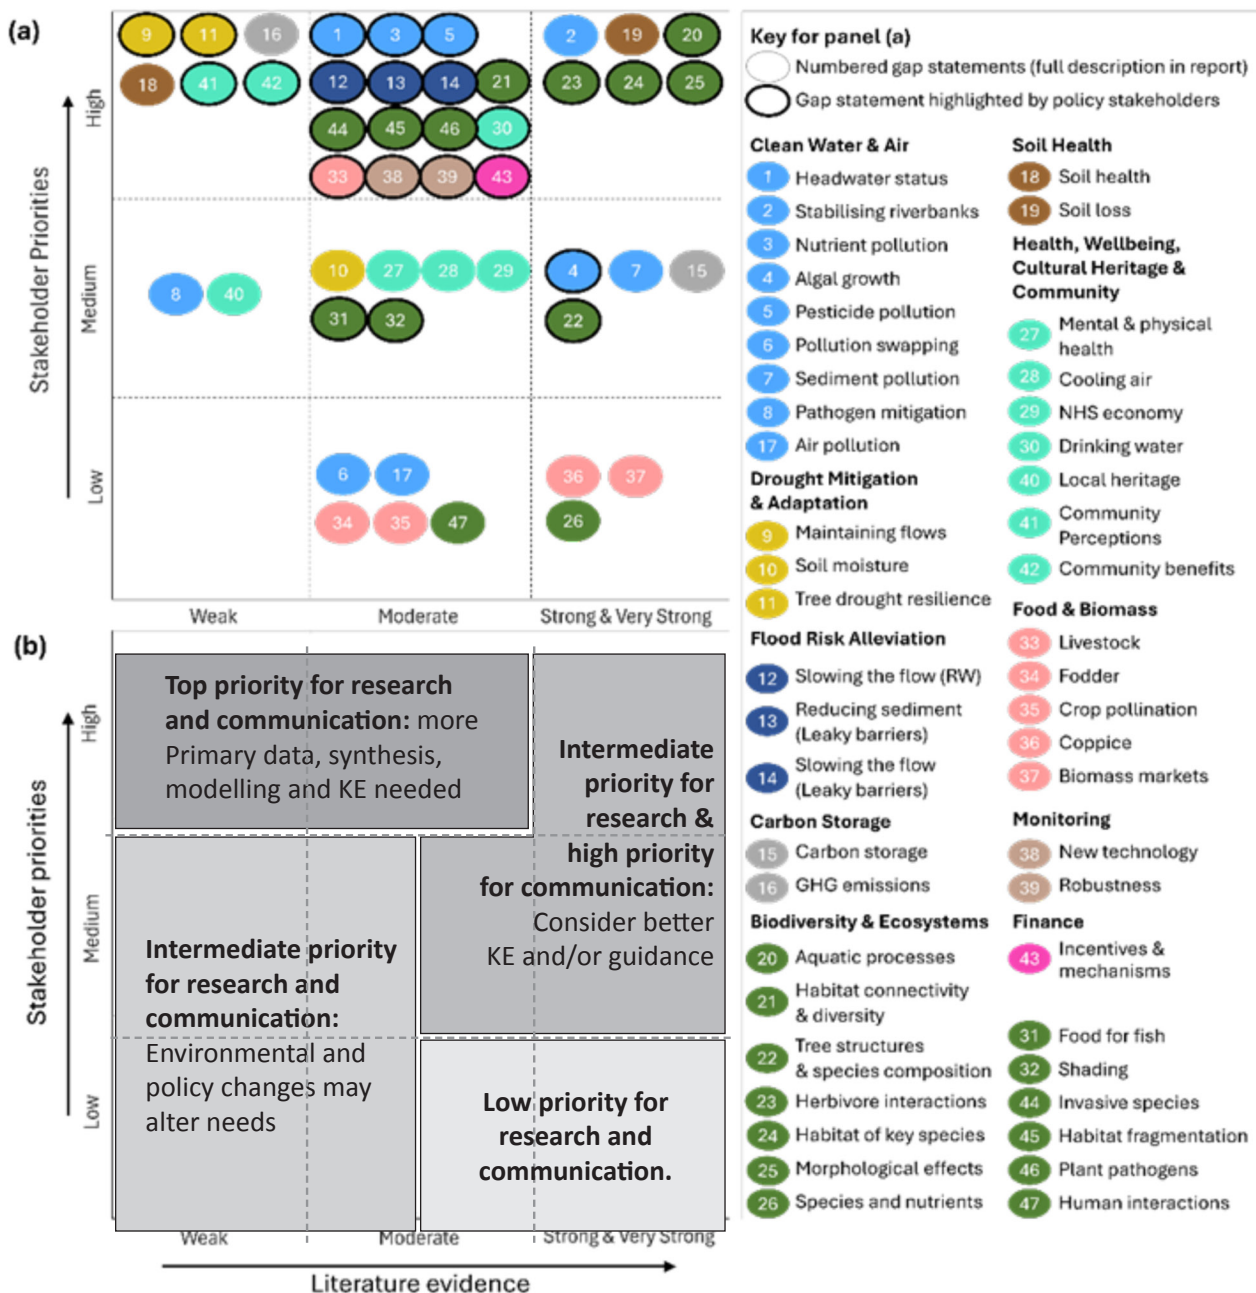 (a)
9 11 16 1 3 5 2 19 20
18 41 42 12 13 14 21 23 24 25
44 45 46 30
33 38 39 43
10 27 28 29 4 7 15
8 40
31 32 22
6 17 36 37
34 35 47 26
Stakeholder Priorities
High
Medium
Low
Weak Moderate Strong & Very Strong
Key for panel (a)
Numbered gap statements (full description in report)
Gap statement highlighted by policy stakeholders
Clean Water & Air
1 Headwater status
2 Stabilising riverbanks
3 Nutrient pollution
4 Algal growth
5 Pesticide pollution
6 Pollution swapping
7 Sediment pollution
8 Pathogen mitigation
17 Air pollution
Drought Mitigation
& Adaptation
9 Maintaining flows
10 Soil moisture
11 Tree drought resilience
Flood Risk Alleviation
12 Slowing the flow (RW)
13 Reducing sediment
(Leaky barriers)
14 Slowing the flow
(Leaky barriers)
Carbon Storage
15 Carbon storage
16 GHG emissions
Biodiversity & Ecosystems
20 Aquatic processes
21 Habitat connectivity
& diversity
22 Tree structures
& species composition
23 Herbivore interactions
24 Habitat of key species
25 Morphological effects
26 Species and nutrients
Soil Health
18 Soil health
19 Soil loss
Health, Wellbeing,
Cultural Heritage &
Community
27 Mental & physical
health
28 Cooling air
29 NHS economy
30 Drinking water
40 Local heritage
41 Community
Perceptions
42 Community benefits
Food & Biomass
33 Livestock
34 Fodder
35 Crop pollination
36 Coppice
37 Biomass markets
Monitoring
38 New technology
39 Robustness
Finance
43 Incentives &
mechanisms
31 Food for fish
32 Shading
44 Invasive species
45 Habitat fragmentation
46 Plant pathogens
47 Human interactions
(b)
Stakeholder priorities
High
Medium
Low
Top priority for research
and communication: more
Primary data, synthesis,
modelling and KE needed
Intermediate
priority for
research &
high priority
for communication:
Consider better
KE and/or guidance
Intermediate priority
for research and
communication:
Environmental and
policy changes may
alter needs
Low priority for
research and
communication.
Weak Moderate Strong & Very Strong
Literature evidence